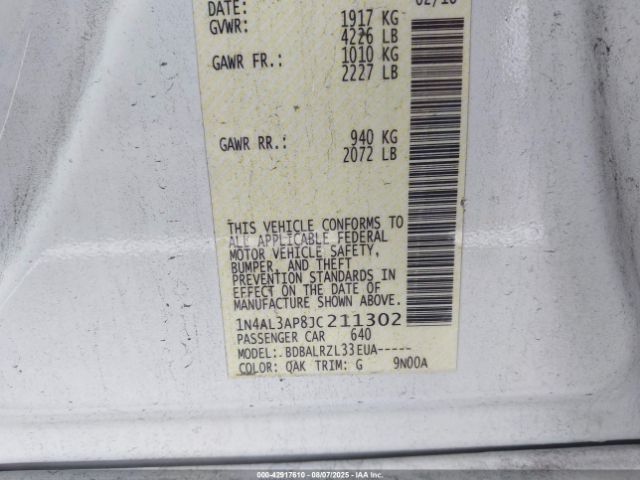 DATE: 02/18
GVWR: 1917 KG
4226 LB
GAWR FR.: 1010 KG
2227 LB
GAWR RR.: 940 KG
2072 LB
THIS VEHICLE CONFORMS TO
ALL APPLICABLE FEDERAL
MOTOR VEHICLE SAFETY,
BUMPER, AND THEFT
PREVENTION STANDARDS IN
EFFECT ON THE DATE OF
MANUFACTURE SHOWN ABOVE.
1N4AL3AP8JC211302
PASSENGER CAR 640
MODEL: BDBALRZL33EUA-----
COLOR: QAK TRIM: G 9N00A
000-42917610 - 08/07/2025 - IAA Inc.